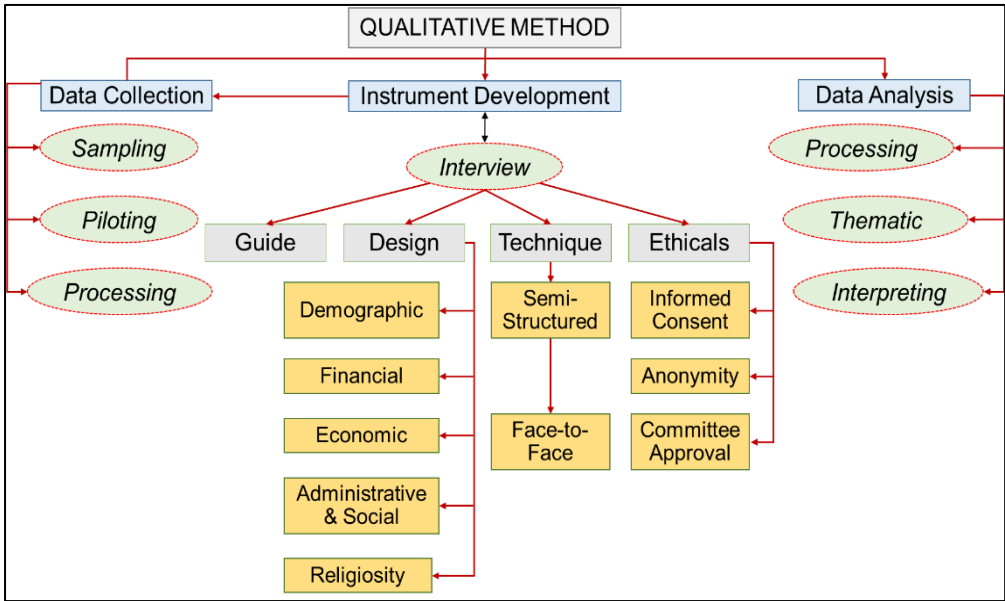 QUALITATIVE METHOD
Data Collection
Instrument Development
Data Analysis
Sampling
Piloting
Processing
Interview
Guide
Design
Technique
Ethicals
Demographic
Financial
Economic
Administrative
& Social
Religiosity
Semi-
Structured
Face-to-
Face
Informed
Consent
Anonymity
Committee
Approval
Processing
Thematic
Interpreting